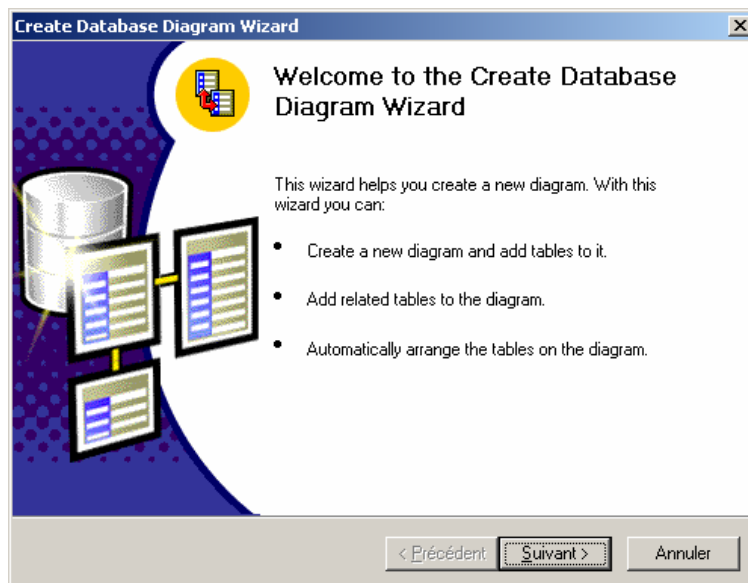 Create Database Diagram Wizard
Welcome to the Create Database
Diagram Wizard
This wizard helps you create a new diagram. With this
wizard you can:
• Create a new diagram and add tables to it.
• Add related tables to the diagram.
• Automatically arrange the tables on the diagram.
< Précédent Suivant > Annuler